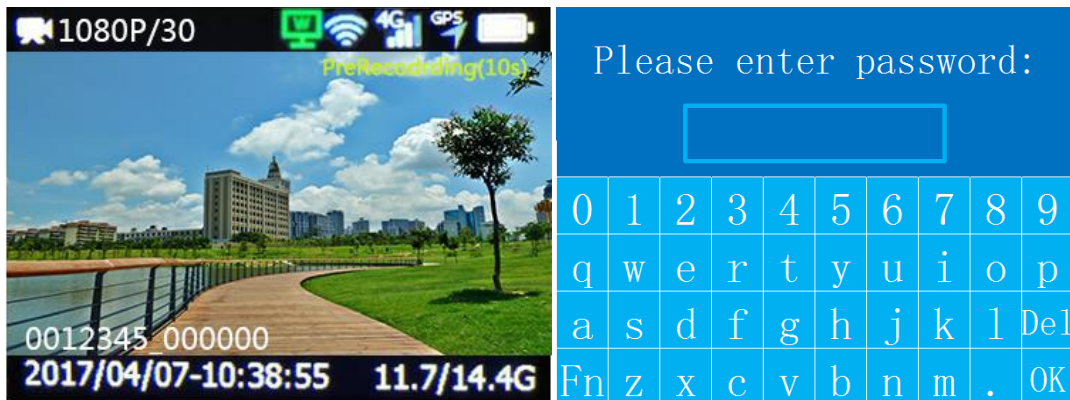 1080P/30 W 4G GPS
PreRecodrding(10s)
0012345_000000
2017/04/07-10:38:55 11.7/14.4G
Please enter password:
0 1 2 3 4 5 6 7 8 9
q w e r t y u i o p
a s d f g h j k l Del
Fn z x c v b n m . OK